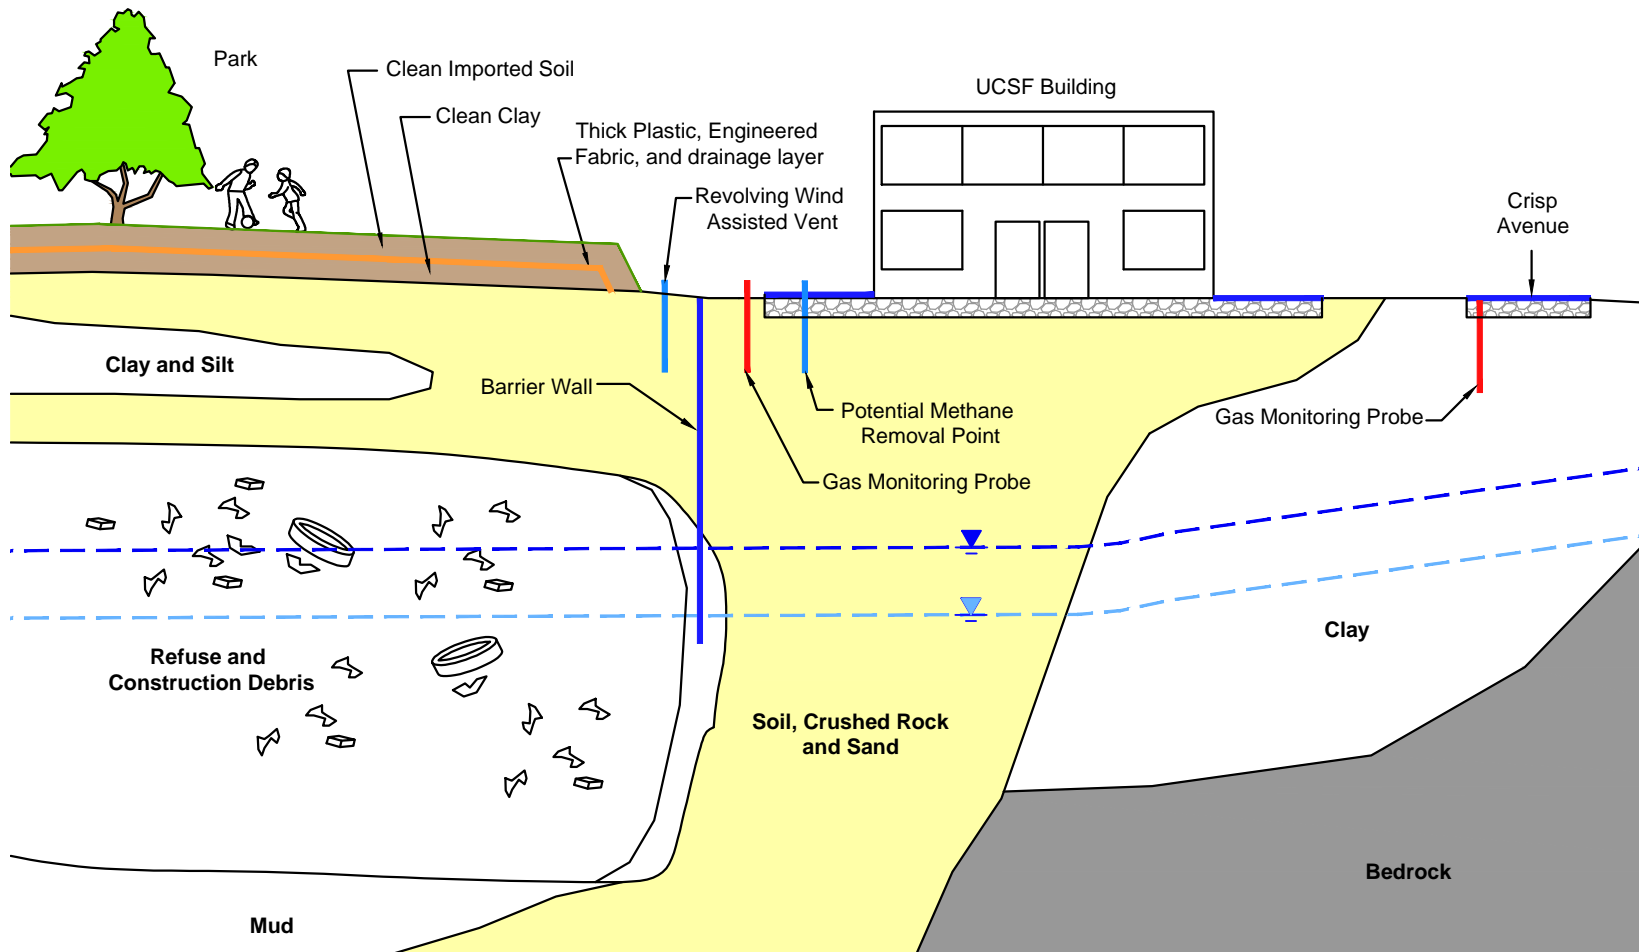 Park
Clean Imported Soil
Clean Clay
Thick Plastic, Engineered
Fabric, and drainage layer
Revolving Wind
Assisted Vent
UCSF Building
Crisp
Avenue
Clay and Silt
Barrier Wall
Potential Methane
Removal Point
Gas Monitoring Probe
Gas Monitoring Probe
Refuse and
Construction Debris
Soil, Crushed Rock
and Sand
Clay
Bedrock
Mud